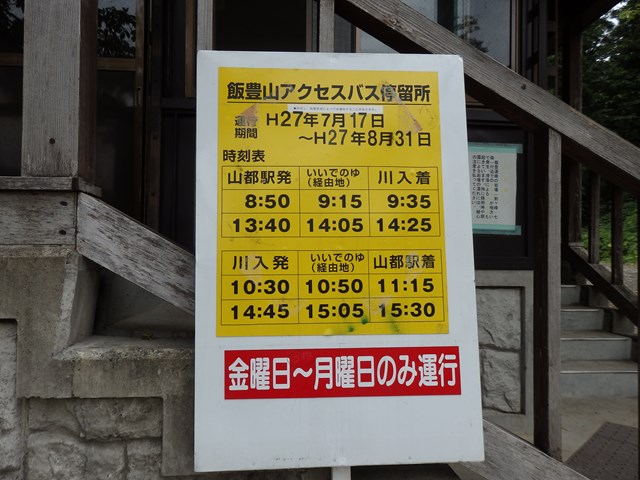 飯豊山アクセスバス停留所
運行期間 H27年7月17日
～H27年8月31日
時刻表
山都駅発 いいでのゆ(経由地) 川入着
8:50 9:15 9:35
13:40 14:05 14:25
川入発 いいでのゆ(経由地) 山都駅着
10:30 10:50 11:15
14:45 15:05 15:30
金曜日～月曜日のみ運行